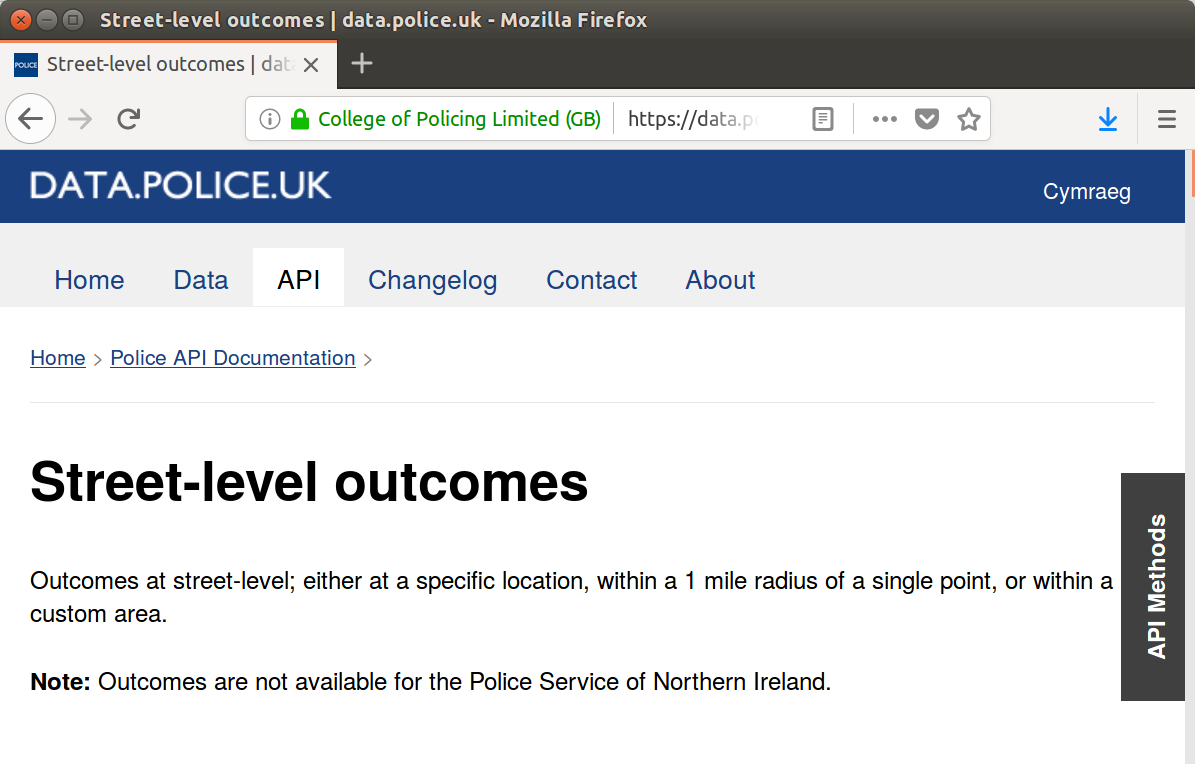 Street-level outcomes | data.police.uk - Mozilla Firefox
POLICE Street-level outcomes | dat
College of Policing Limited (GB) https://data.p
DATA.POLICE.UK
Cymraeg
Home Data API Changelog Contact About
Home > Police API Documentation >
Street-level outcomes
API Methods
Outcomes at street-level; either at a specific location, within a 1 mile radius of a single point, or within a
custom area.
Note: Outcomes are not available for the Police Service of Northern Ireland.